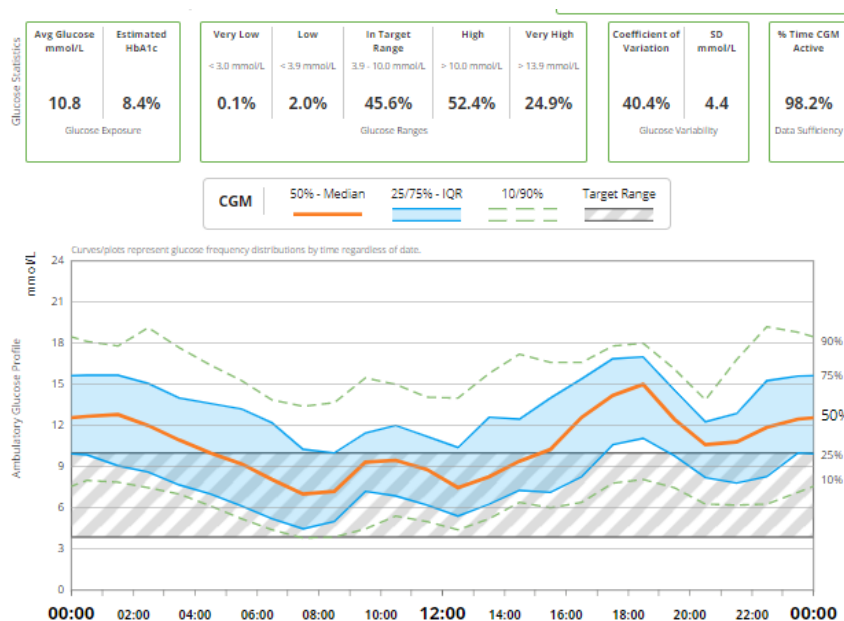 Glucose Statistics
Avg Glucose
mmol/L
Estimated
HbA1c
10.8
8.4%
Glucose Exposure
Very Low
< 3.0 mmol/L
0.1%
Low
< 3.9 mmol/L
2.0%
In Target
Range
3.9 - 10.0 mmol/L
45.6%
High
> 10.0 mmol/L
52.4%
Very High
> 13.9 mmol/L
24.9%
Glucose Ranges
Coefficient of
Variation
40.4%
SD
mmol/L
4.4
Glucose Variability
% Time CGM
Active
98.2%
Data Sufficiency
CGM
50% - Median
25/75% - IQR
10/90%
Target Range
Curves/plots represent glucose frequency distributions by time regardless of date.
mmol/L
Ambulatory Glucose Profile
24
21
18
15
12
9
6
3
0
90%
75%
50%
25%
10%
00:00 02:00 04:00 06:00 08:00 10:00 12:00 14:00 16:00 18:00 20:00 22:00 00:00